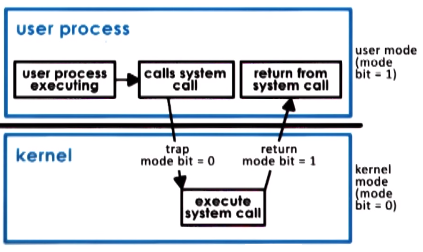 user process
user process
executing
calls system
call
return from
system call
user mode
(mode
bit = 1)
trap
mode bit = 0
return
mode bit = 1
kernel
execute
system call
kernel
mode
(mode
bit = 0)